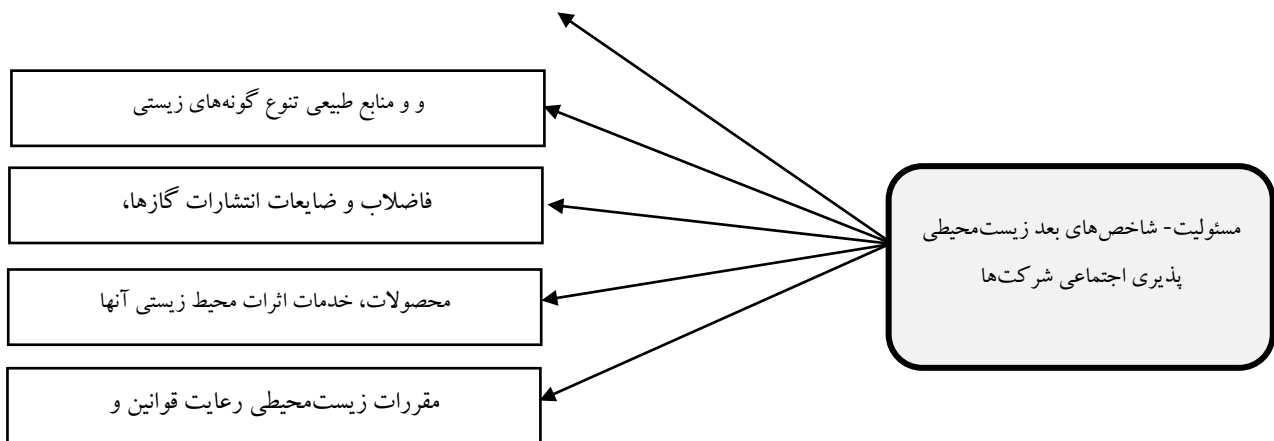 و و منابع طبیعی تنوع گونه‌های زیستی
فاضلاب و ضایعات انتشارات گازها،
محصولات، خدمات اثرات محیط زیستی آنها
مقررات زیست‌محیطی رعایت قوانین و
مسئولیت- شاخص‌های بعد زیست‌محیطی
پذیری اجتماعی شرکت‌ها